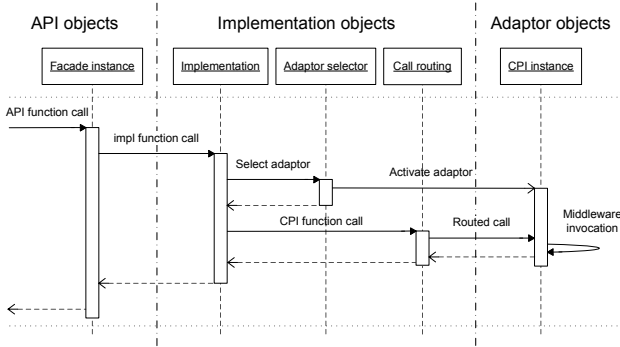 API objects
Implementation objects
Adaptor objects
Facade instance
Implementation
Adaptor selector
Call routing
CPI instance
API function call
impl function call
Select adaptor
Activate adaptor
CPI function call
Routed call
Middleware
invocation